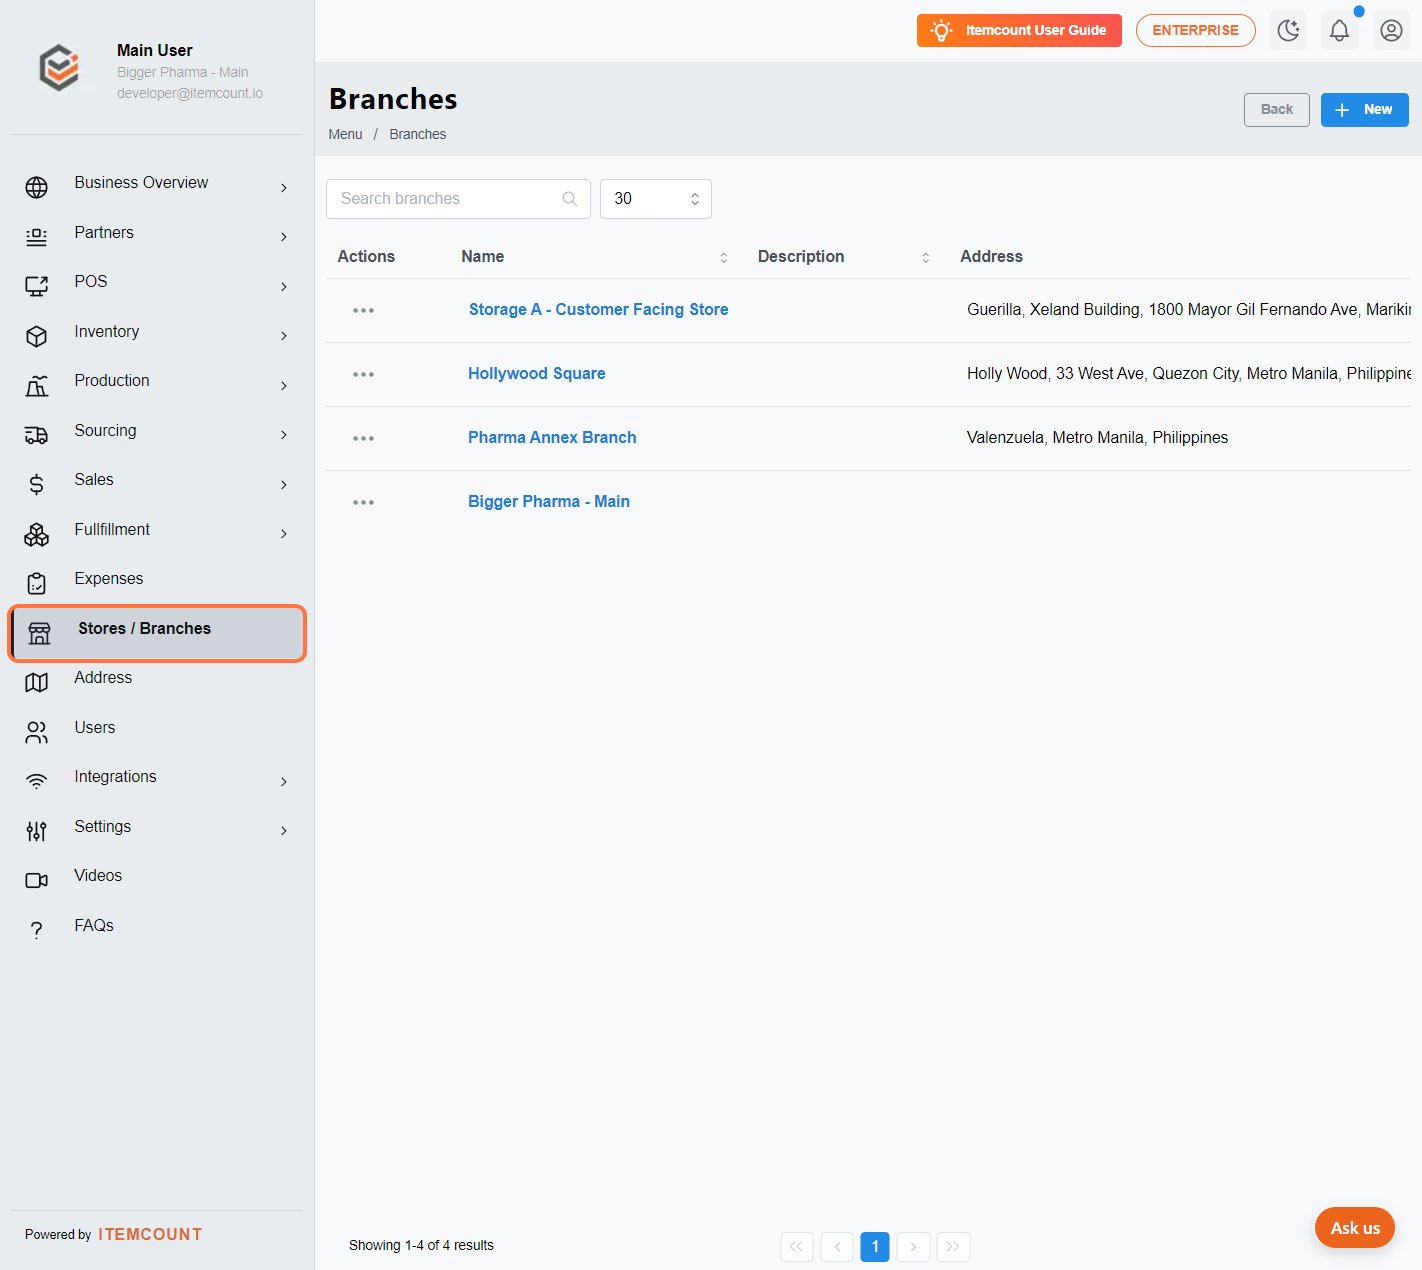 Main User
Bigger Pharma - Main
developer@itemcount.io
Business Overview
Partners
POS
Inventory
Production
Sourcing
Sales
Fullfillment
Expenses
Stores / Branches
Address
Users
Integrations
Settings
Videos
FAQs
Powered by ITEMCOUNT
Itemcount User Guide
ENTERPRISE
Branches
Menu / Branches
Back
New
Search branches
30
Actions Name Description Address
Storage A - Customer Facing Store Guerilla, Xeland Building, 1800 Mayor Gil Fernando Ave,
Hollywood Square Holly Wood, 33 West Ave, Quezon City, Metro Manila,
Pharma Annex Branch Valenzuela, Metro Manila, Philippines
Bigger Pharma - Main
Showing 1-4 of 4 results
1
Ask us